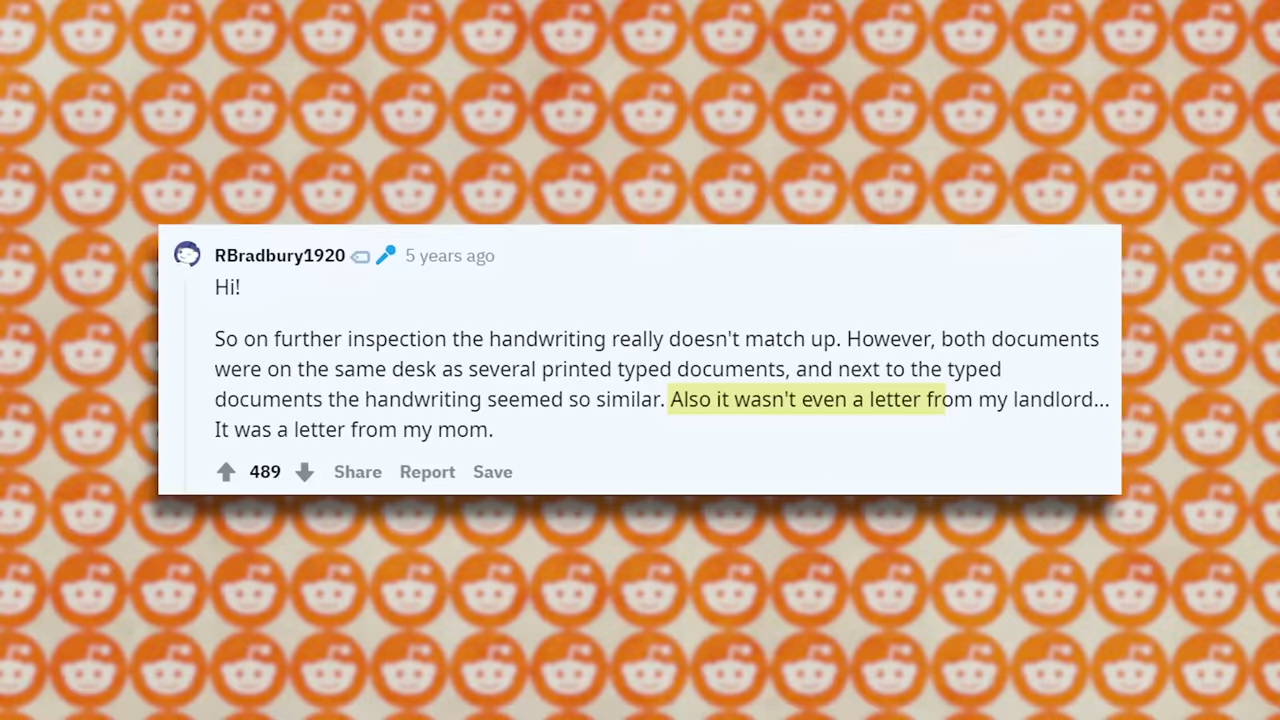 RBradbury1920 5 years ago
Hi!
So on further inspection the handwriting really doesn't match up. However, both documents
were on the same desk as several printed typed documents, and next to the typed
documents the handwriting seemed so similar. Also it wasn't even a letter from my landlord...
It was a letter from my mom.
489 Share Report Save